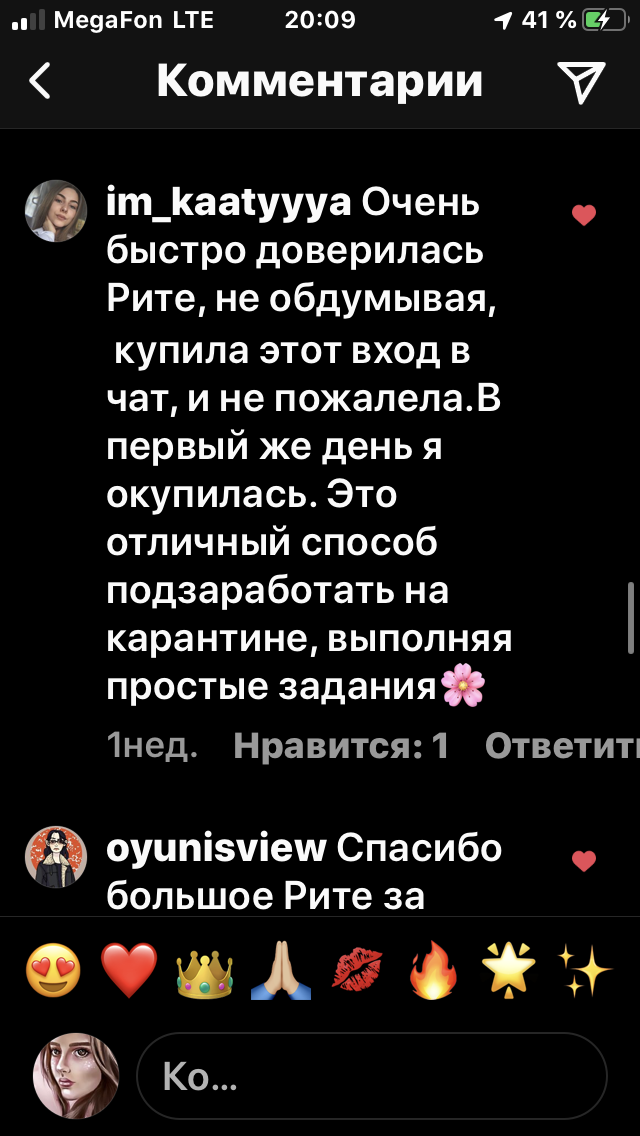 MegaFon LTE 20:09 41 %
Комментарии
im_kaatyyya Очень
быстро доверилась
Рите, не обдумывая,
купила этот вход в
чат, и не пожалела.В
первый же день я
окупилась. Это
отличный способ
подзаработать на
карантине, выполняя
простые задания🌸
1нед. Нравится: 1 Ответить
oyunisview Спасибо
большое Рите за
Ко...